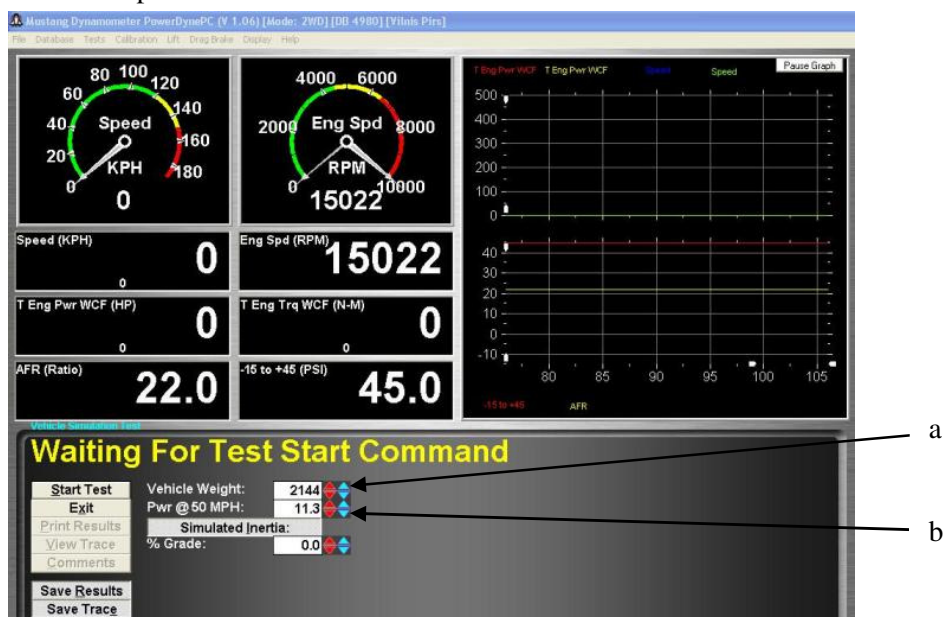 Mustang Dynamometer PowerDynePC (V 1.06) [Mode: 2WD] [DB 4980] [Vilnis Pirs]
File Database Tests Calibration Lift Drag Brake Display Help
0 20 40 60 80 100 120 140 160 180
Speed
KPH
0
0 2000 4000 6000 8000 10000
Eng Spd
RPM
15022
T Eng Pwr WCF T Eng Pwr WCF Speed Speed Pause Graph
500
400
300
200
100
0
40
30
20
10
0
-10
80 85 90 95 100 105
-15 to +45 AFR
Speed (KPH) 0
0
Eng Spd (RPM) 15022
T Eng Pwr WCF (HP) 0
0
T Eng Trq WCF (N-M) 0
0
AFR (Ratio) 22.0
-15 to +45 (PSI) 45.0
Vehicle Simulation Test
Waiting For Test Start Command
Start Test
Exit
Print Results
View Trace
Comments
Save Results
Save Trace
Vehicle Weight: 2144
Pwr @ 50 MPH: 11.3
Simulated Inertia:
% Grade: 0.0
a
b